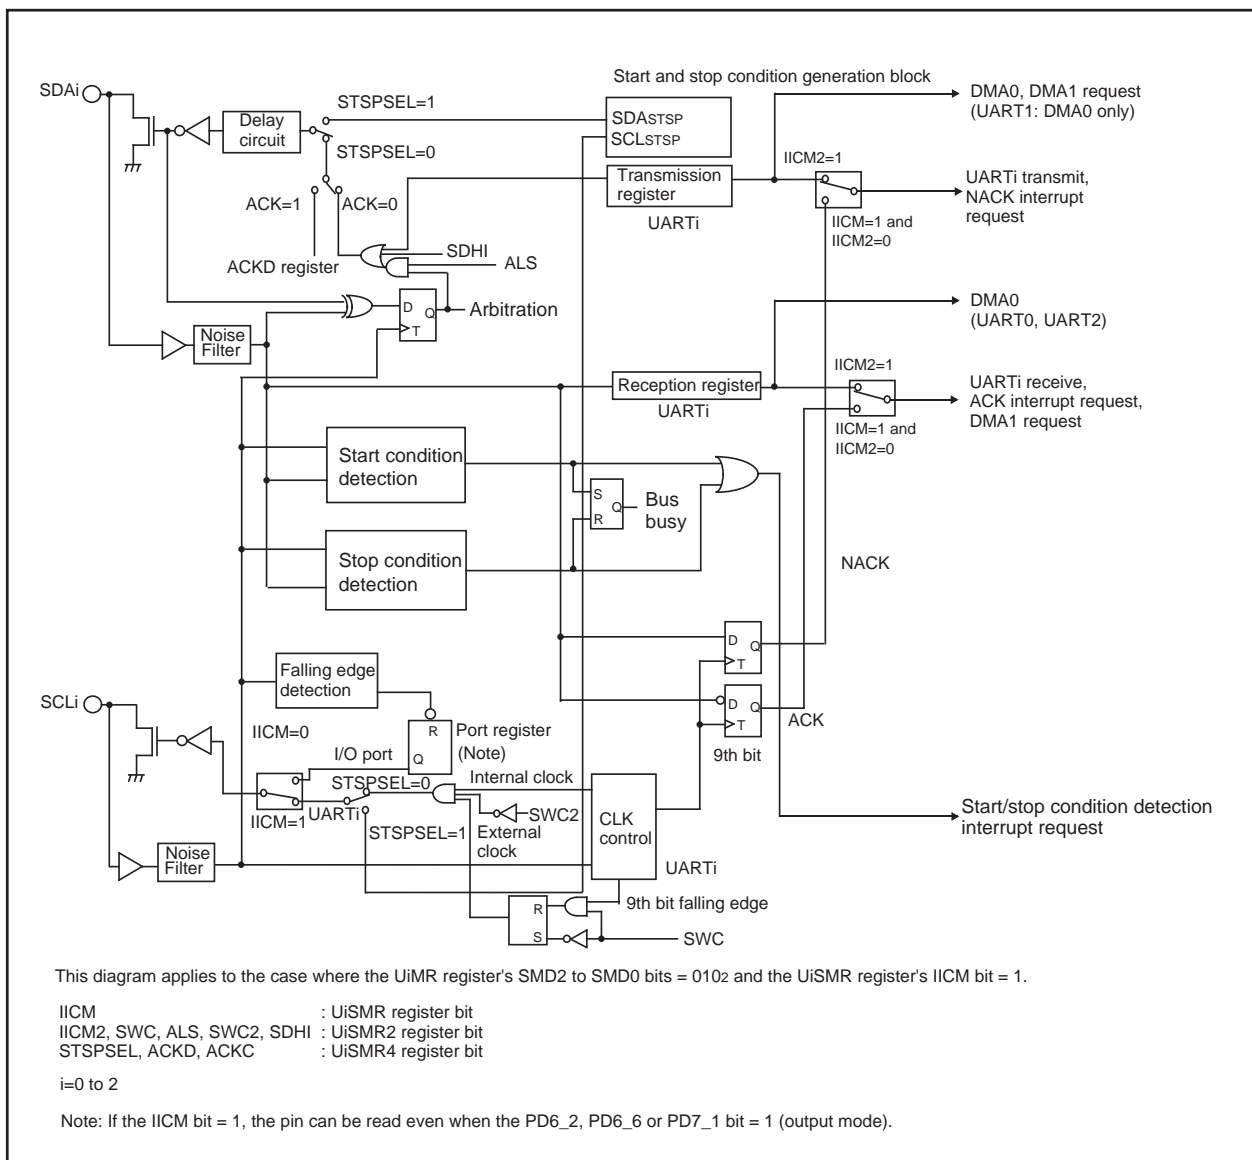 Start and stop condition generation block
SDAi
STSPSEL=1
Delay
circuit
STSPSEL=0
SDASTSP
SCLSTSP
DMA0, DMA1 request
(UART1: DMA0 only)
IICM2=1
Transmission
register
UARTi
UARTi transmit,
NACK interrupt
request
IICM=1 and
IICM2=0
ACK=1
ACK=0
ACKD register
SDHI
ALS
D
Q
T
Arbitration
Noise
Filter
DMA0
(UART0, UART2)
IICM2=1
Reception register
UARTi
UARTi receive,
ACK interrupt request,
DMA1 request
IICM=1 and
IICM2=0
Start condition
detection
S
R
Q
Bus
busy
Stop condition
detection
NACK
D
Q
T
Falling edge
detection
SCLi
D
Q
T
ACK
9th bit
IICM=0
R
Q
Port register
(Note)
I/O port
STSPSEL=0
Internal clock
IICM=1
UARTi
SWC2
STSPSEL=1
External
clock
CLK
control
UARTi
Start/stop condition detection
interrupt request
Noise
Filter
9th bit falling edge
R
S
SWC
This diagram applies to the case where the UiMR register's SMD2 to SMD0 bits = 0102 and the UiSMR register's IICM bit = 1.
IICM : UiSMR register bit
IICM2, SWC, ALS, SWC2, SDHI : UiSMR2 register bit
STSPSEL, ACKD, ACKC : UiSMR4 register bit
i=0 to 2
Note: If the IICM bit = 1, the pin can be read even when the PD6_2, PD6_6 or PD7_1 bit = 1 (output mode).